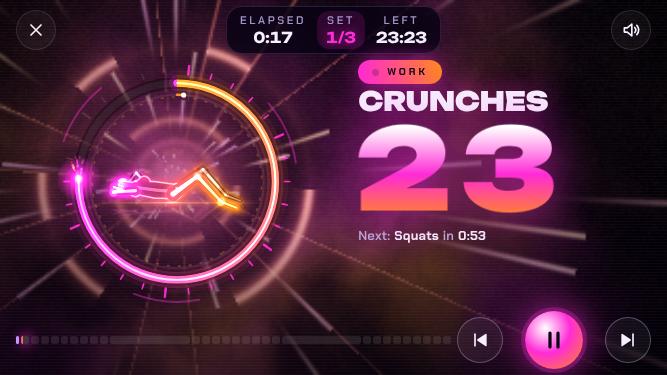 ELAPSED SET LEFT
0:17 1/3 23:23
WORK
CRUNCHES
23
Next: Squats in 0:53